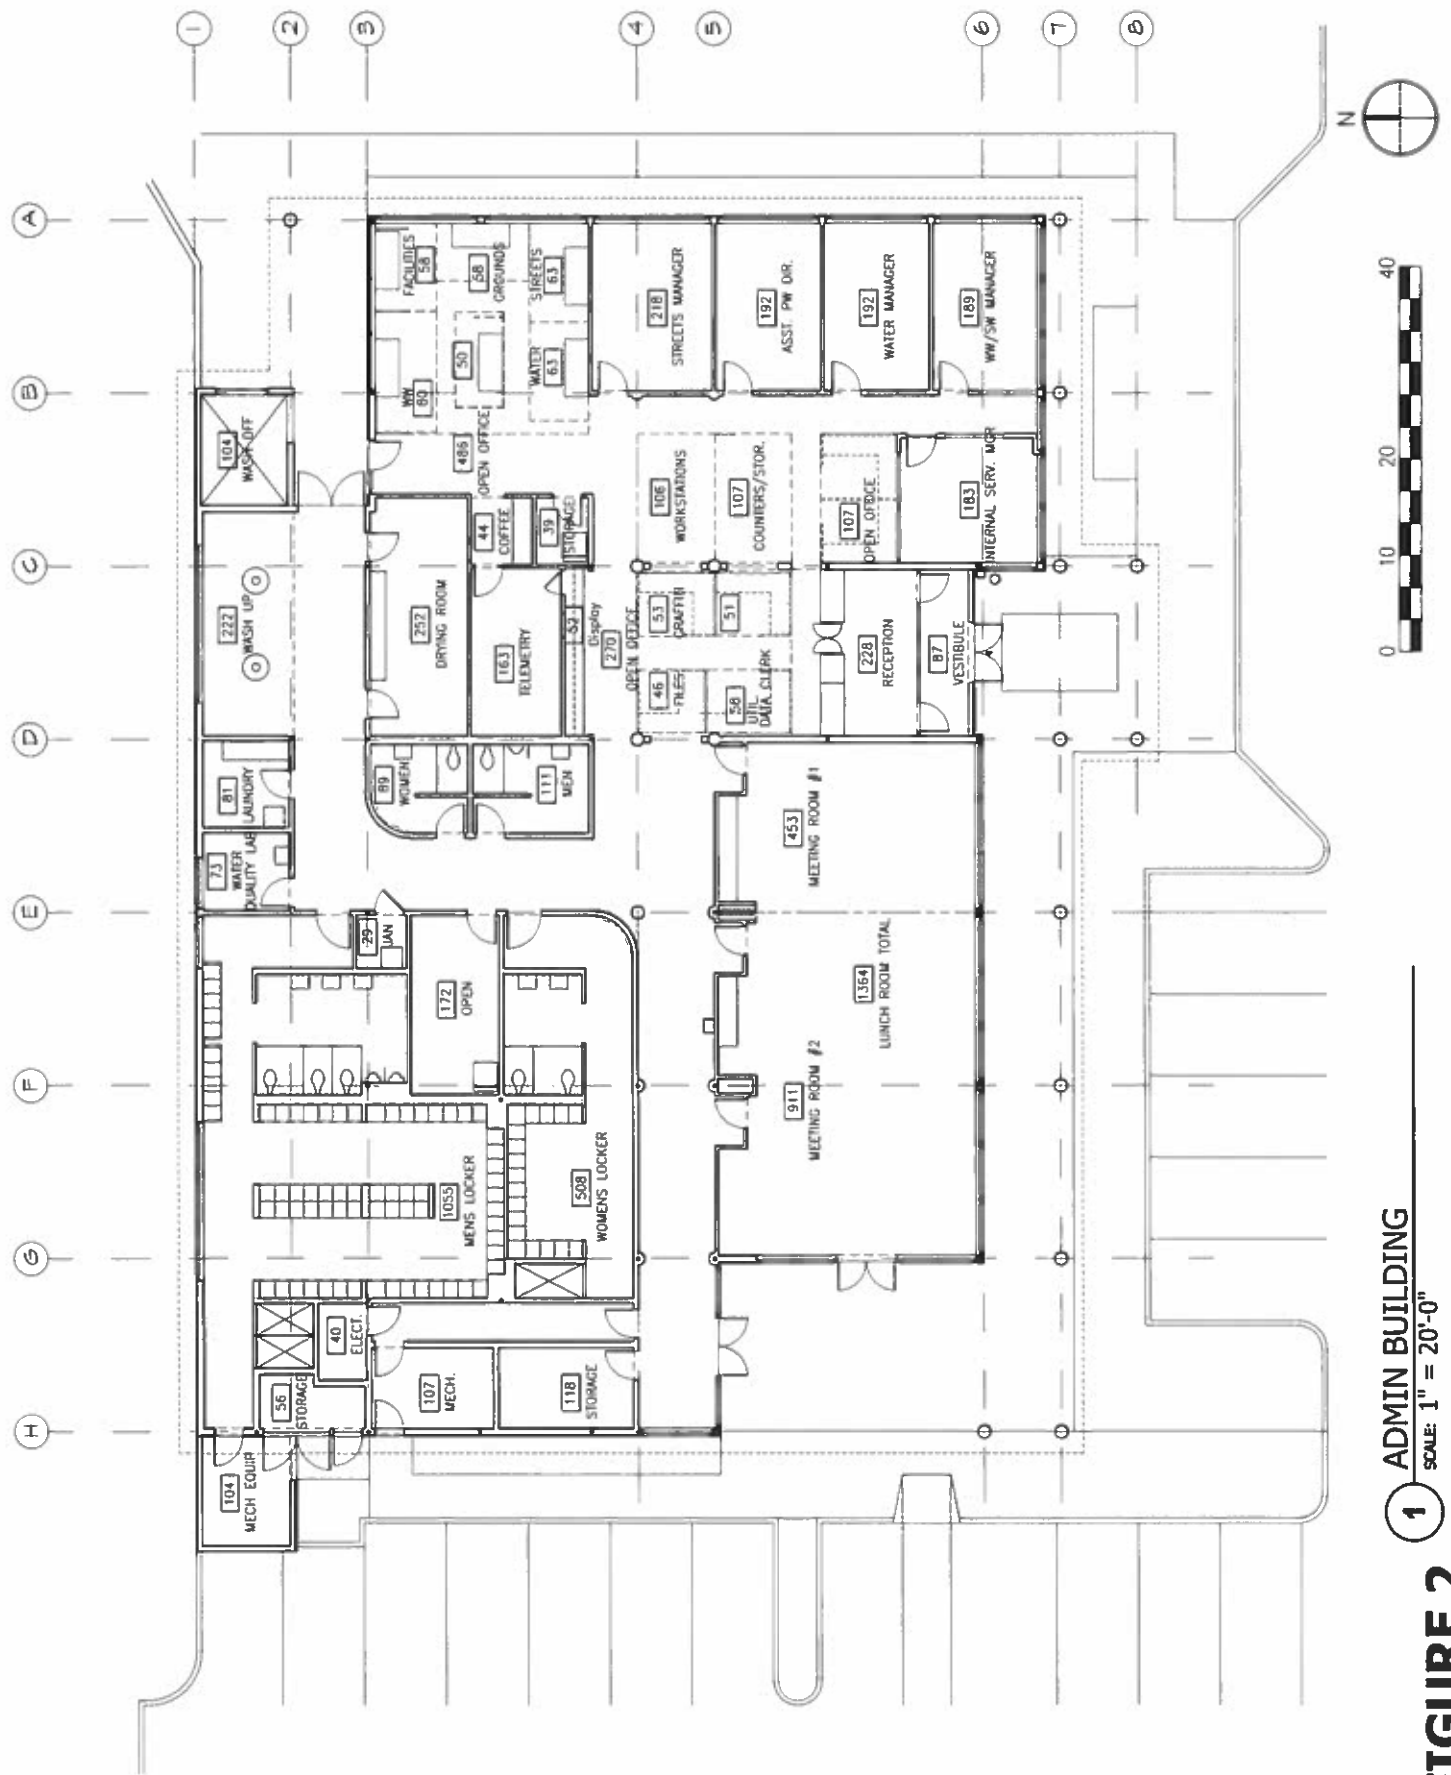 1
2
3
4
5
6
7
8
A
B
C
D
E
F
G
H
N
0 10 20 40
104
WASH OFF
222
WASH UP
81
LAUNDRY
73
WATER
QUALITY LAB
FACILITIES
58
58
GROUNDS
STREETS
63
WW
60
50
WATER
63
486
OPEN OFFICE
218
STREETS MANAGER
192
ASST. PW DIR.
192
WATER MANAGER
189
WW/SW MANAGER
252
DRYING ROOM
44
COFFEE
39
STORAGE
163
TELEMETRY
52
Display
270
OPEN OFFICE
106
WORKSTATIONS
107
COUNTERS/STOR.
107
OPEN OFFICE
183
INTERNAL SERV. MGR
53
GRAFFITI
51
46
FILES
58
UTIL
DATA CLERK
228
RECEPTION
87
VESTIBULE
89
WOMEN
111
MEN
453
MEETING ROOM #1
29
JAN
172
OPEN
1364
LUNCH ROOM TOTAL
911
MEETING ROOM #2
1055
MENS LOCKER
508
WOMENS LOCKER
40
ELECT.
56
STORAGE
107
MECH.
118
STORAGE
104
MECH EQUIP
1
ADMIN BUILDING
SCALE: 1" = 20'-0"
FIGURE 2